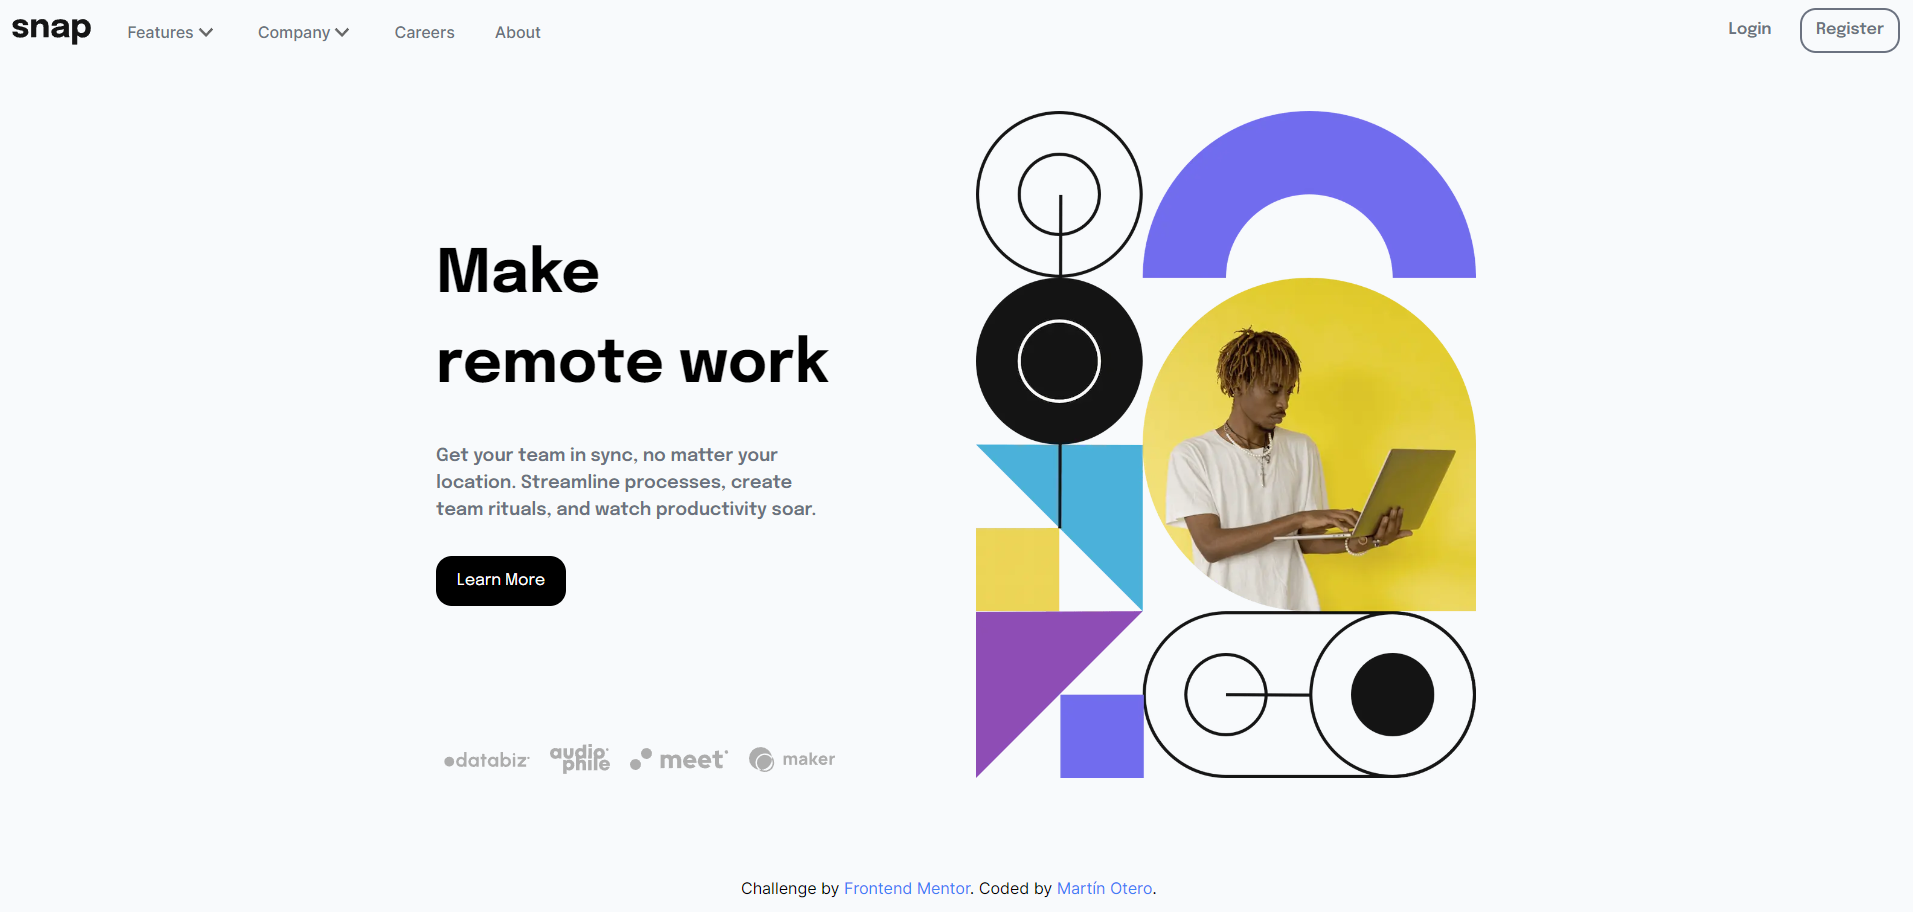 snap
Features
Company
Careers
About
Login
Register
Make
remote work
Get your team in sync, no matter your
location. Streamline processes, create
team rituals, and watch productivity soar.
Learn More
databiz
audio
phile
meet
maker
Challenge by Frontend Mentor. Coded by Martín Otero.